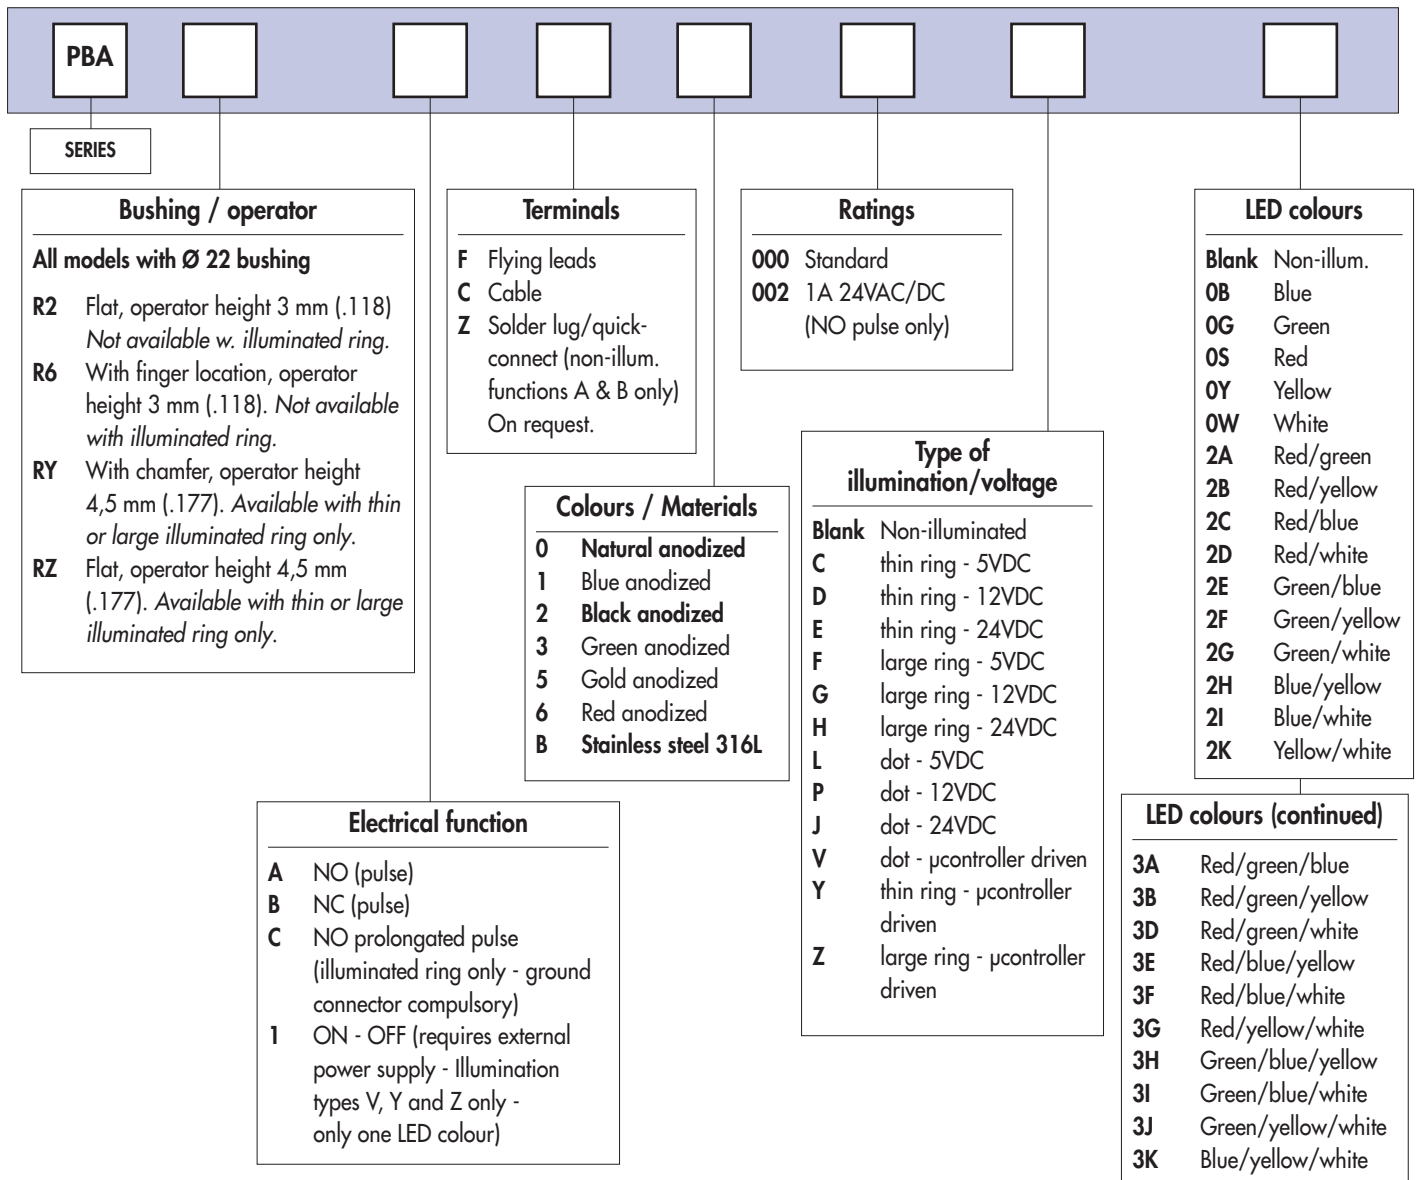 PBA
SERIES
Bushing / operator
All models with Ø 22 bushing
R2 Flat, operator height 3 mm (.118)
Not available w. illuminated ring.
R6 With finger location, operator
height 3 mm (.118). Not available
with illuminated ring.
RY With chamfer, operator height
4,5 mm (.177). Available with thin
or large illuminated ring only.
RZ Flat, operator height 4,5 mm
(.177). Available with thin or large
illuminated ring only.
Electrical function
A NO (pulse)
B NC (pulse)
C NO prolongated pulse
(illuminated ring only - ground
connector compulsory)
1 ON - OFF (requires external
power supply - Illumination
types V, Y and Z only -
only one LED colour)
Terminals
F Flying leads
C Cable
Z Solder lug/quick-
connect (non-illum.
functions A & B only)
On request.
Colours / Materials
0 Natural anodized
1 Blue anodized
2 Black anodized
3 Green anodized
5 Gold anodized
6 Red anodized
B Stainless steel 316L
Ratings
000 Standard
002 1A 24VAC/DC
(NO pulse only)
Type of
illumination/voltage
Blank Non-illuminated
C thin ring - 5VDC
D thin ring - 12VDC
E thin ring - 24VDC
F large ring - 5VDC
G large ring - 12VDC
H large ring - 24VDC
L dot - 5VDC
P dot - 12VDC
J dot - 24VDC
V dot - µcontroller driven
Y thin ring - µcontroller
driven
Z large ring - µcontroller
driven
LED colours
Blank Non-illum.
0B Blue
0G Green
0S Red
0Y Yellow
0W White
2A Red/green
2B Red/yellow
2C Red/blue
2D Red/white
2E Green/blue
2F Green/yellow
2G Green/white
2H Blue/yellow
2I Blue/white
2K Yellow/white
LED colours (continued)
3A Red/green/blue
3B Red/green/yellow
3D Red/green/white
3E Red/blue/yellow
3F Red/blue/white
3G Red/yellow/white
3H Green/blue/yellow
3I Green/blue/white
3J Green/yellow/white
3K Blue/yellow/white